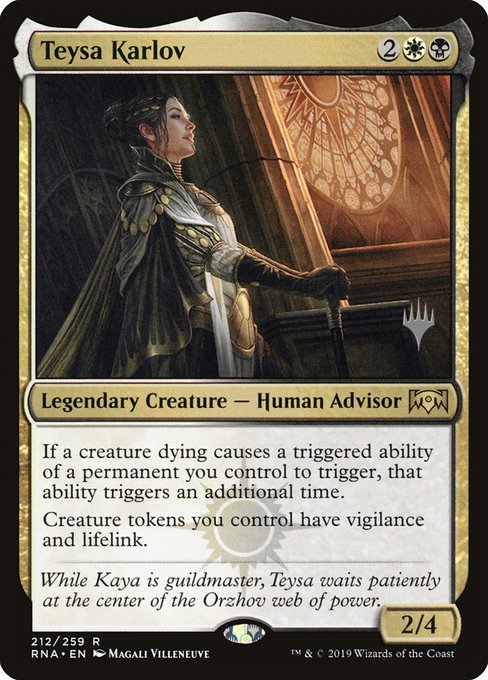 Teysa Karlov 2
Legendary Creature — Human Advisor
If a creature dying causes a triggered ability
of a permanent you control to trigger, that
ability triggers an additional time.
Creature tokens you control have vigilance
and lifelink.
While Kaya is guildmaster, Teysa waits patiently
at the center of the Orzhov web of power.
2/4
212/259 R
RNA • EN Magali Villeneuve
™ & © 2019 Wizards of the Coast